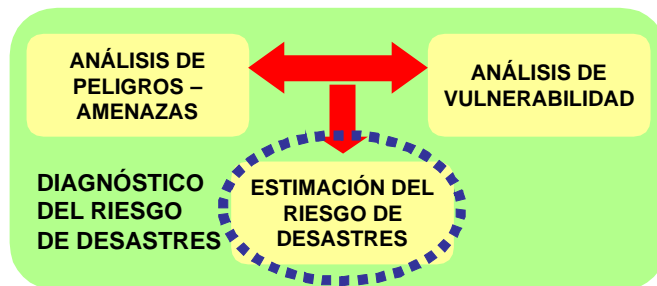 ANÁLISIS DE
PELIGROS –
AMENAZAS
ANÁLISIS DE
VULNERABILIDAD
DIAGNÓSTICO
DEL RIESGO
DE DESASTRES
ESTIMACIÓN DEL
RIESGO DE
DESASTRES